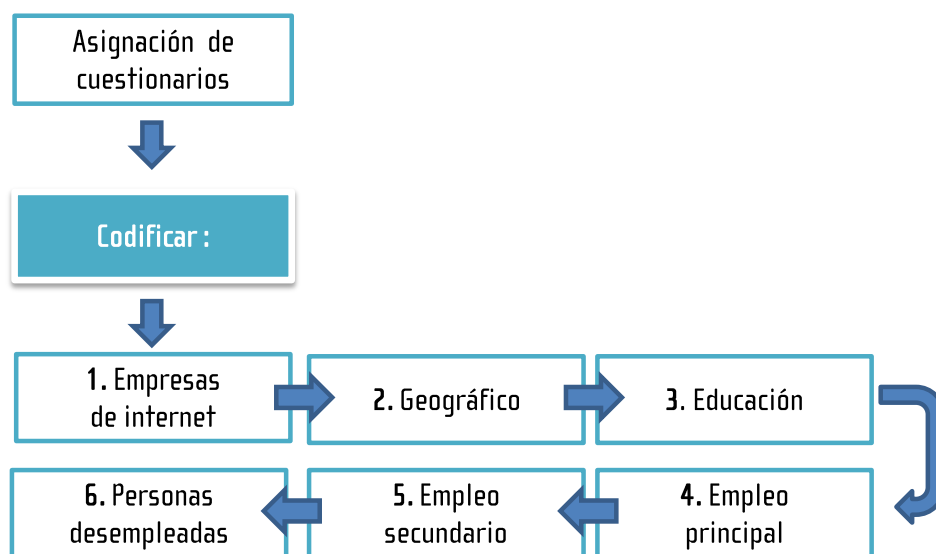 Asignación de
cuestionarios
Codificar :
1. Empresas
de internet
2. Geográfico
3. Educación
4. Empleo
principal
5. Empleo
secundario
6. Personas
desempleadas